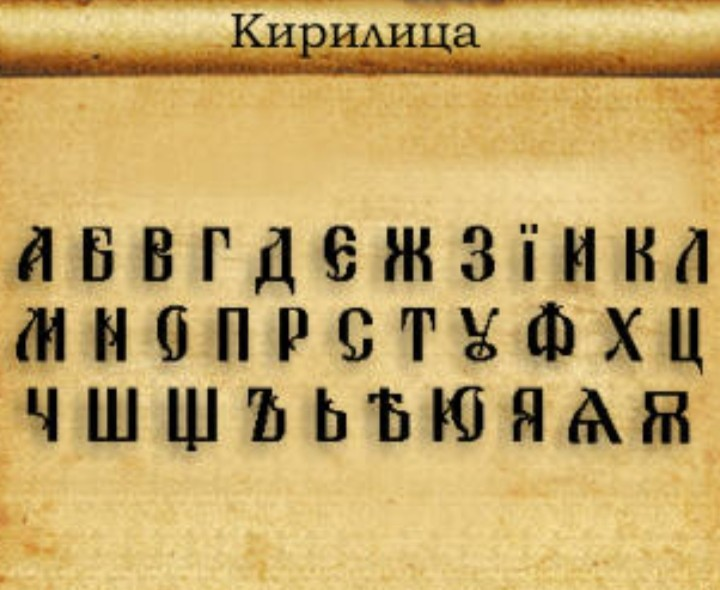 Кирилица
А Б В Г Д Є Ж З Ї И К Л
М N О П Р С Т Ꙋ Ф Х Ц
Ч Ш Щ Ъ Ь Ѣ Ю Я Ѧ Ѫ